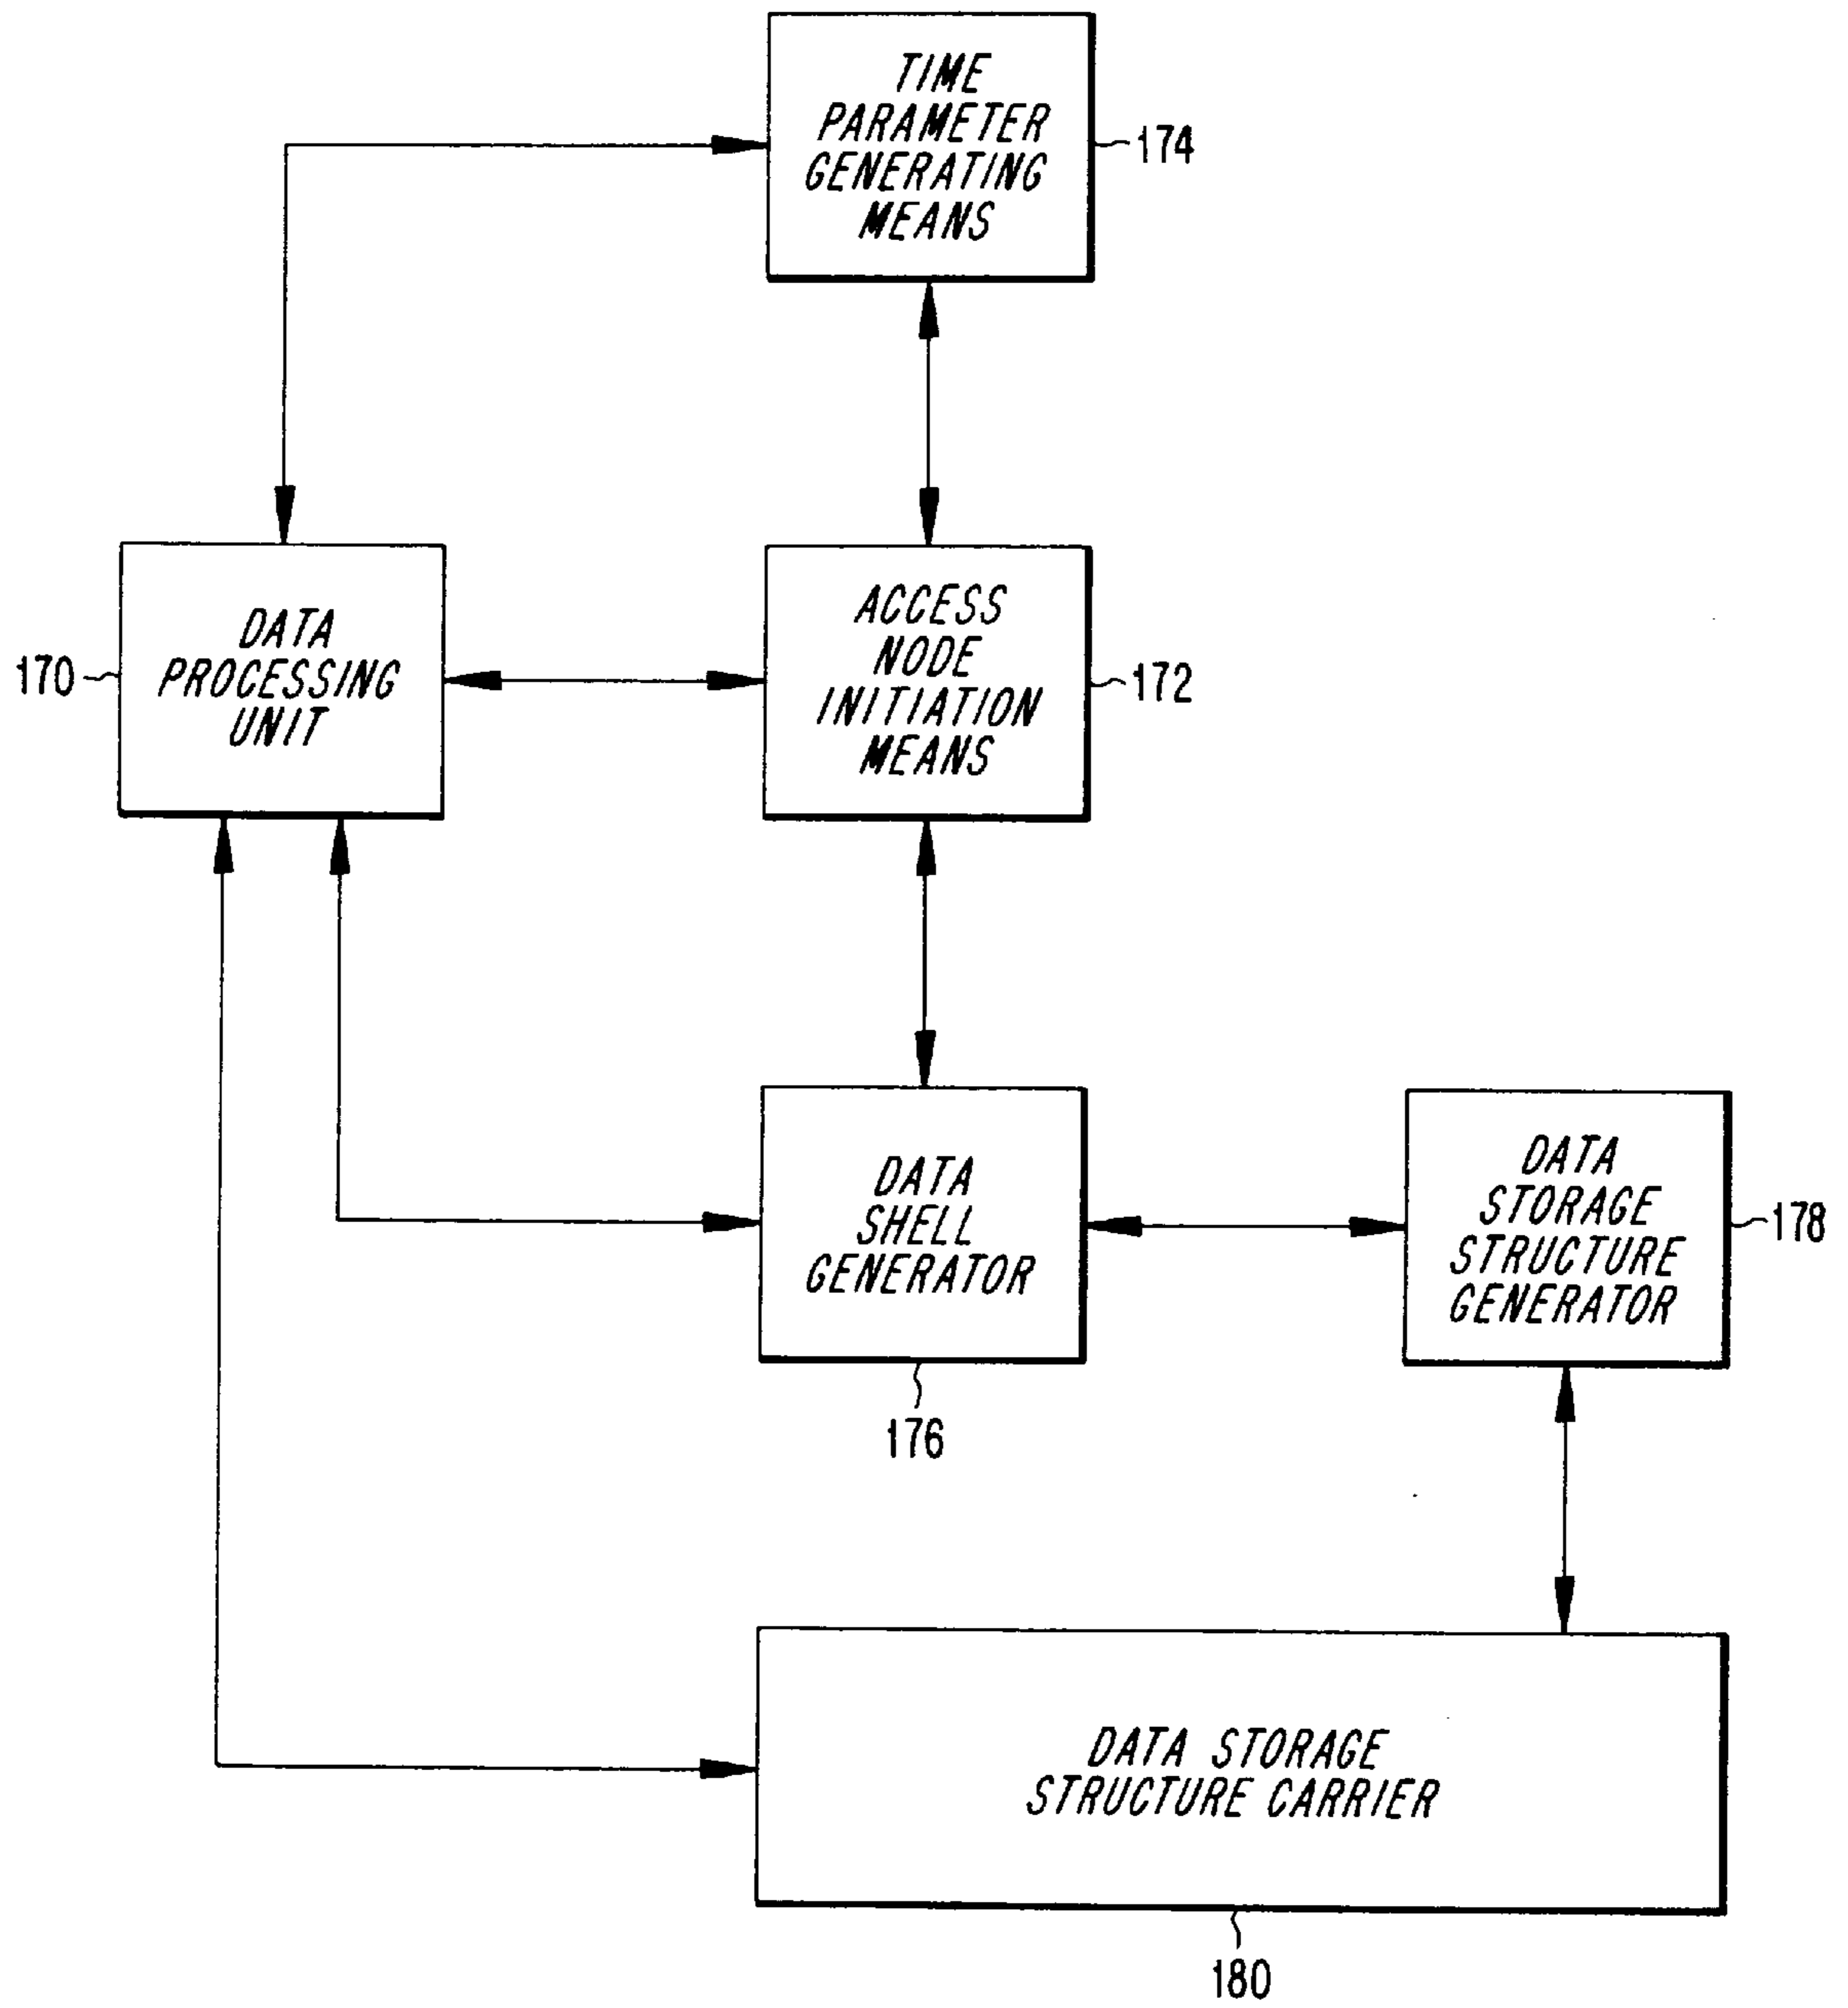 TIME
PARAMETER
GENERATING
MEANS
174
DATA
PROCESSING
UNIT
170
ACCESS
NODE
INITIATION
MEANS
172
DATA
SHELL
GENERATOR
176
DATA
STORAGE
STRUCTURE
GENERATOR
178
DATA STORAGE
STRUCTURE CARRIER
180